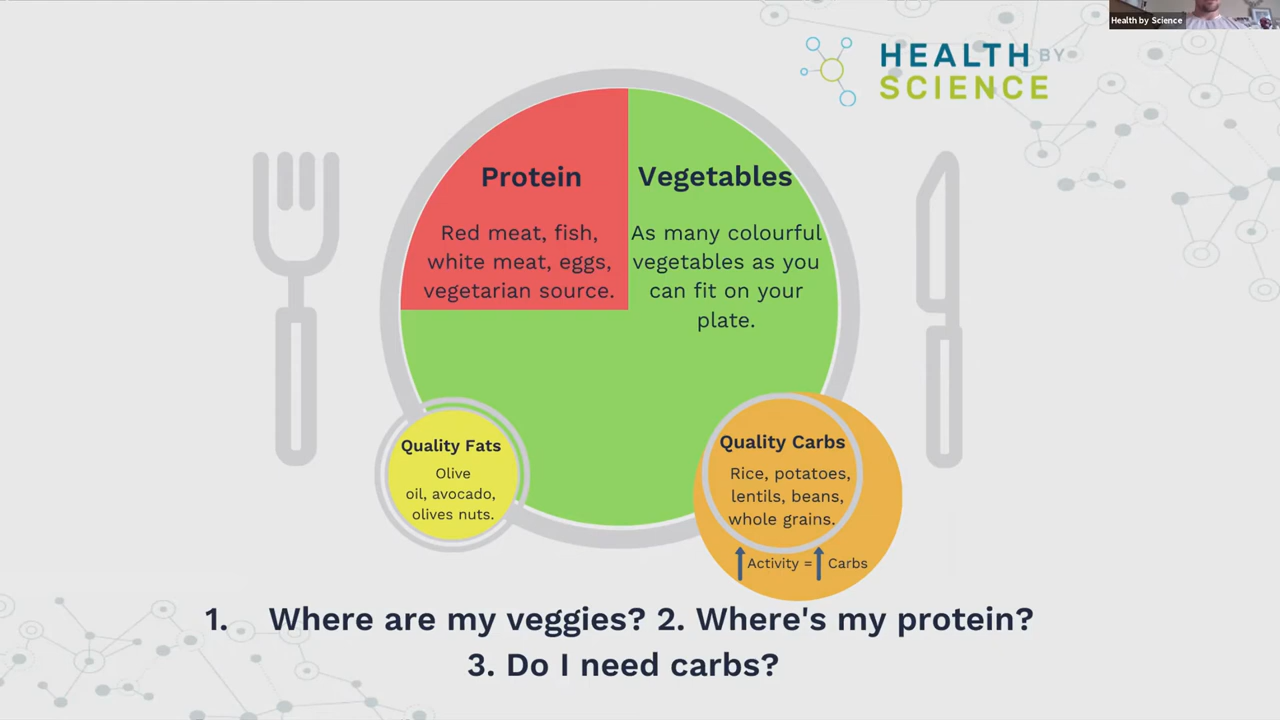 Health by Science
HEALTH BY
SCIENCE
Protein
Red meat, fish,
white meat, eggs,
vegetarian source.
Vegetables
As many colourful
vegetables as you
can fit on your
plate.
Quality Fats
Olive
oil, avocado,
olives nuts.
Quality Carbs
Rice, potatoes,
lentils, beans,
whole grains.
Activity = Carbs
1. Where are my veggies? 2. Where's my protein?
3. Do I need carbs?